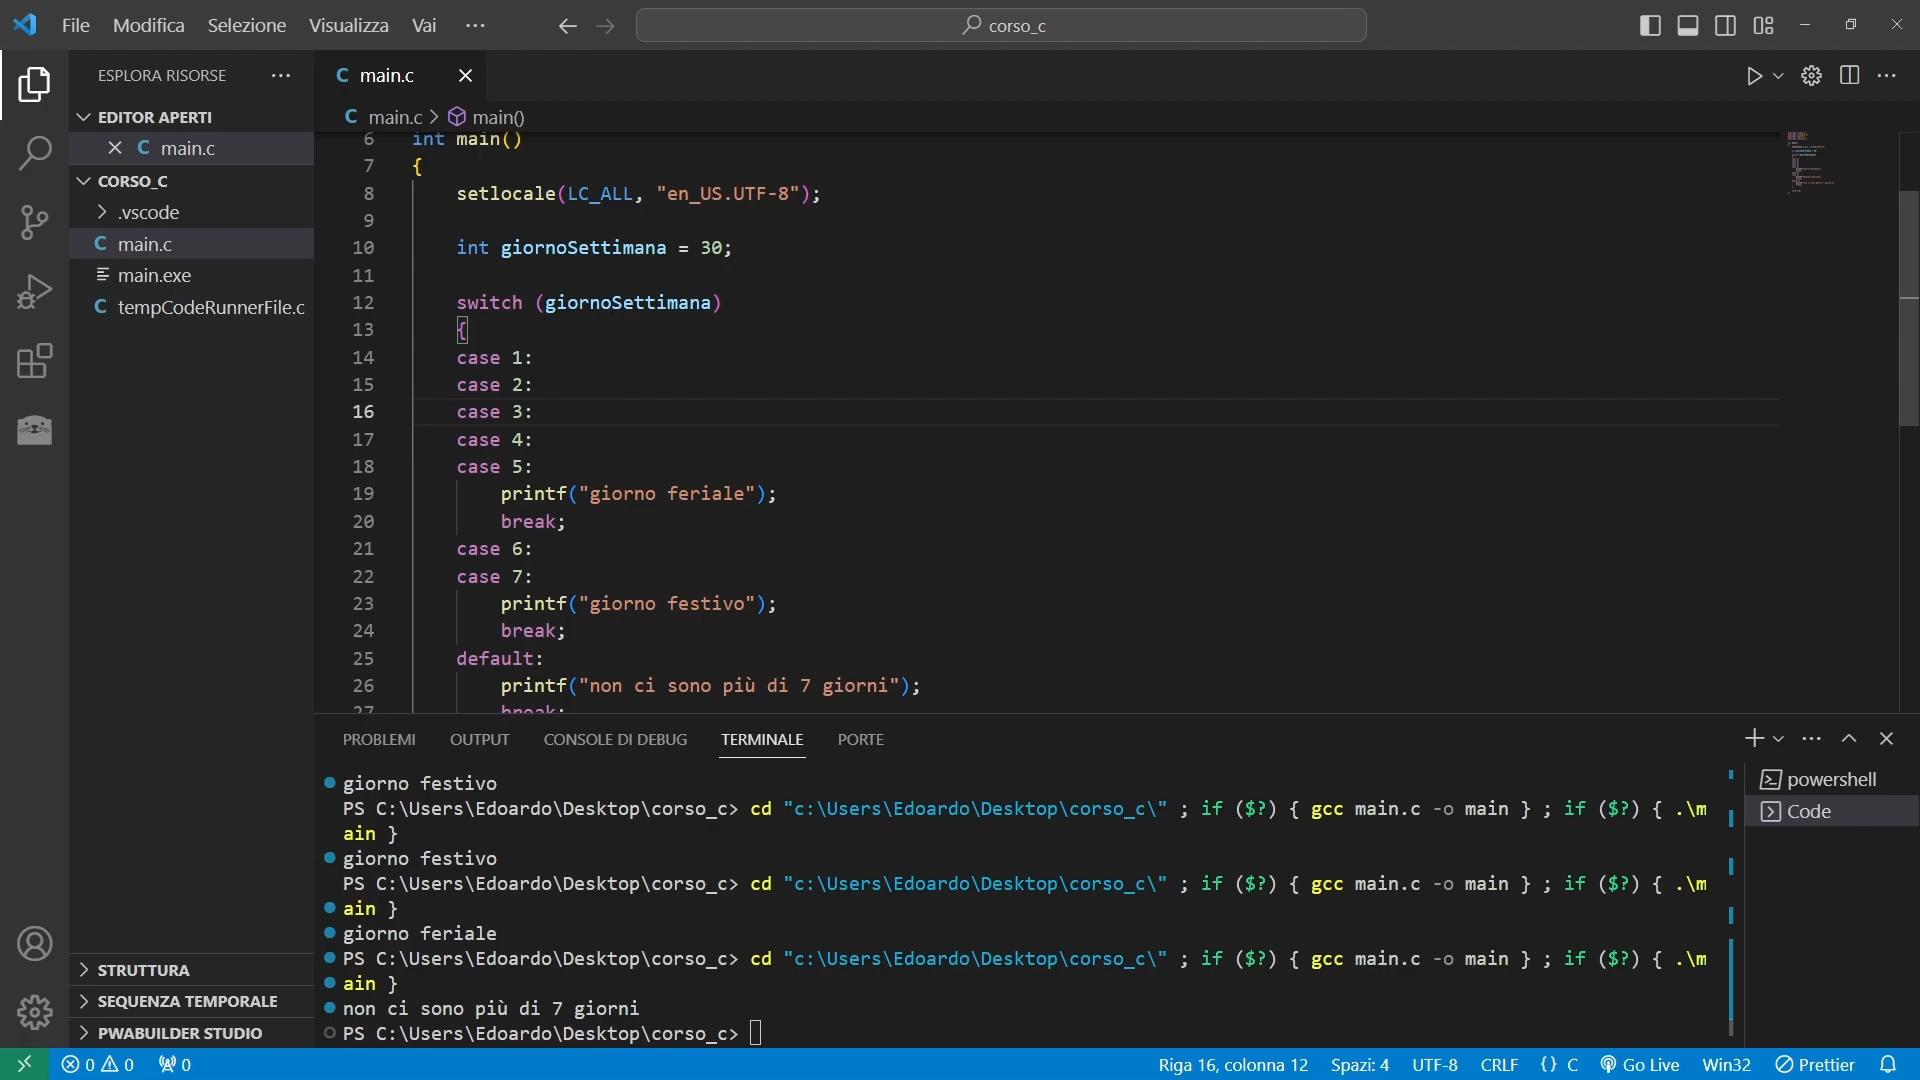 File Modifica Selezione Visualizza Vai ··· corso_c
ESPLORA RISORSE ···
EDITOR APERTI
C main.c
CORSO_C
.vscode
C main.c
main.exe
C tempCodeRunnerFile.c
STRUTTURA
SEQUENZA TEMPORALE
PWABUILDER STUDIO
C main.c
C main.c > main()
6 int main()
7 {
8 setlocale(LC_ALL, "en_US.UTF-8");
9
10 int giornoSettimana = 30;
11
12 switch (giornoSettimana)
13 {
14 case 1:
15 case 2:
16 case 3:
17 case 4:
18 case 5:
19 printf("giorno feriale");
20 break;
21 case 6:
22 case 7:
23 printf("giorno festivo");
24 break;
25 default:
26 printf("non ci sono più di 7 giorni");
27 break;
PROBLEMI OUTPUT CONSOLE DI DEBUG TERMINALE PORTE
giorno festivo
PS C:\Users\Edoardo\Desktop\corso_c> cd "c:\Users\Edoardo\Desktop\corso_c\" ; if ($?) { gcc main.c -o main } ; if ($?) { .\m
ain }
giorno festivo
PS C:\Users\Edoardo\Desktop\corso_c> cd "c:\Users\Edoardo\Desktop\corso_c\" ; if ($?) { gcc main.c -o main } ; if ($?) { .\m
ain }
giorno feriale
PS C:\Users\Edoardo\Desktop\corso_c> cd "c:\Users\Edoardo\Desktop\corso_c\" ; if ($?) { gcc main.c -o main } ; if ($?) { .\m
ain }
non ci sono più di 7 giorni
PS C:\Users\Edoardo\Desktop\corso_c>
powershell
Code
0 0 0 Riga 16, colonna 12 Spazi: 4 UTF-8 CRLF {} C Go Live Win32 Prettier